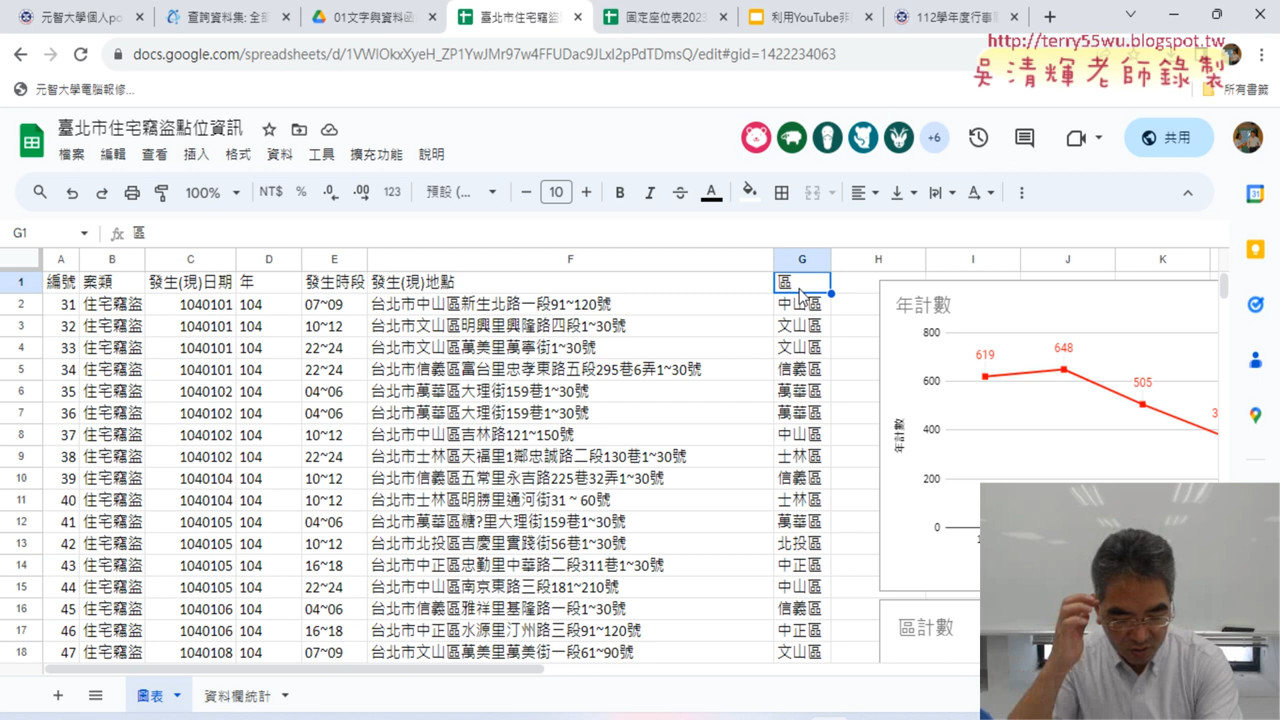 元智大學個人po
查詢資料集: 全部
01文字與資料函
臺北市住宅竊盜
固定座位表2023
利用YouTube非
112學年度行事曆
docs.google.com/spreadsheets/d/1VWlOkxXyeH_ZP1YwJMr97w4FFUDac9JLxI2pPdTDmsQ/edit#gid=1422234063
http://terry55wu.blogspot.tw
吳清輝老師錄製
元智大學電腦報修...
所有書籤
臺北市住宅竊盜點位資訊
檔案 編輯 查看 插入 格式 資料 工具 擴充功能 說明
+6
共用
100% NT$ % .0 .00 123 預設 (... 10 B I A
G1 fx 區
A B C D E F G H I J K
1 編號 案類 發生(現)日期 年 發生時段 發生(現)地點 區
2 31 住宅竊盜 1040101 104 07~09 台北市中山區新生北路一段91~120號 中山區
3 32 住宅竊盜 1040101 104 10~12 台北市文山區明興里興隆路四段1~30號 文山區
4 33 住宅竊盜 1040101 104 22~24 台北市文山區萬美里萬寧街1~30號 文山區
5 34 住宅竊盜 1040101 104 22~24 台北市信義區富台里忠孝東路五段295巷6弄1~30號 信義區
6 35 住宅竊盜 1040102 104 04~06 台北市萬華區大理街159巷1~30號 萬華區
7 36 住宅竊盜 1040102 104 04~06 台北市萬華區大理街159巷1~30號 萬華區
8 37 住宅竊盜 1040102 104 10~12 台北市中山區吉林路121~150號 中山區
9 38 住宅竊盜 1040102 104 22~24 台北市士林區天福里1鄰忠誠路二段130巷1~30號 士林區
10 39 住宅竊盜 1040104 104 10~12 台北市信義區五常里永吉路225巷32弄1~30號 信義區
11 40 住宅竊盜 1040104 104 10~12 台北市士林區明勝里通河街31～60號 士林區
12 41 住宅竊盜 1040105 104 04~06 台北市萬華區糖?里大理街159巷1~30號 萬華區
13 42 住宅竊盜 1040105 104 10~12 台北市北投區吉慶里實踐街56巷1~30號 北投區
14 43 住宅竊盜 1040105 104 16~18 台北市中正區忠勤里中華路二段311巷1~30號 中正區
15 44 住宅竊盜 1040105 104 22~24 台北市中山區南京東路三段181~210號 中山區
16 45 住宅竊盜 1040106 104 04~06 台北市信義區雅祥里基隆路一段1~30號 信義區
17 46 住宅竊盜 1040106 104 16~18 台北市中正區水源里汀州路三段91~120號 中正區
18 47 住宅竊盜 1040108 104 07~09 台北市文山區萬美里萬美街一段61~90號 文山區
年計數
800
619
648
600
505
3
400
年計數
200
0
1
區計數
圖表
資料欄統計